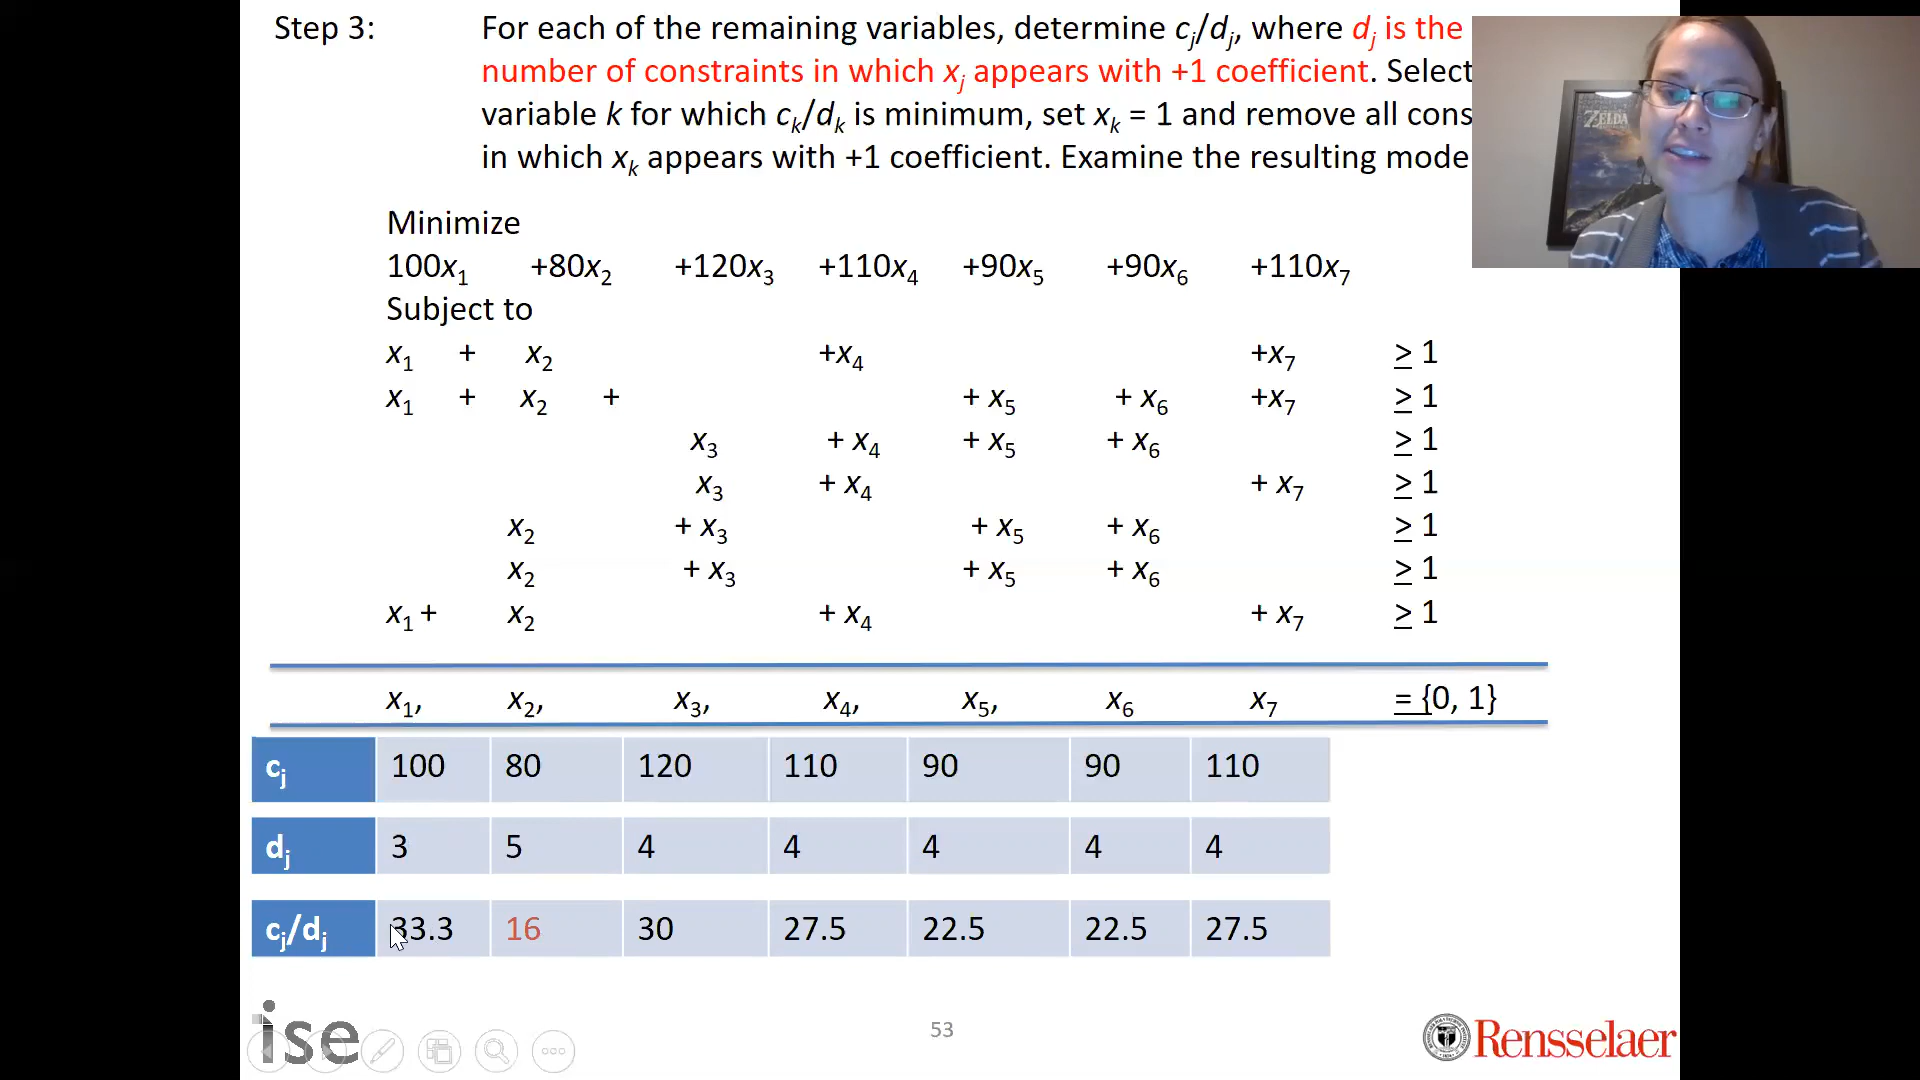 Step 3: For each of the remaining variables, determine cj/dj, where dj is the
number of constraints in which xj appears with +1 coefficient. Select
variable k for which ck/dk is minimum, set xk = 1 and remove all cons
in which xk appears with +1 coefficient. Examine the resulting mode
ZELDA
Minimize
100x1 +80x2 +120x3 +110x4 +90x5 +90x6 +110x7
Subject to
x1 + x2 +x4 +x7 ≥ 1
x1 + x2 + + x5 + x6 +x7 ≥ 1
x3 + x4 + x5 + x6 ≥ 1
x3 + x4 + x7 ≥ 1
x2 + x3 + x5 + x6 ≥ 1
x2 + x3 + x5 + x6 ≥ 1
x1 + x2 + x4 + x7 ≥ 1
x1, x2, x3, x4, x5, x6 x7 = {0, 1}
cj 100 80 120 110 90 90 110
dj 3 5 4 4 4 4 4
cj/dj 33.3 16 30 27.5 22.5 22.5 27.5
ise
53
Rensselaer